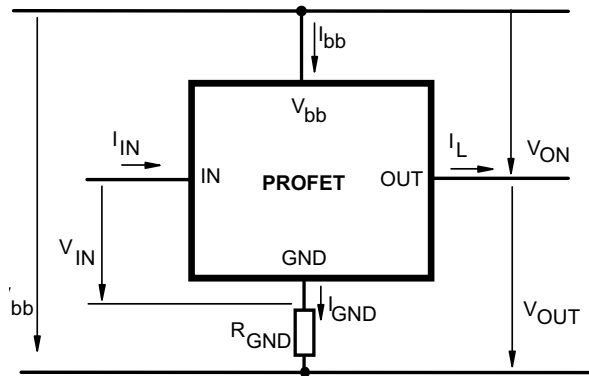 I bb
V bb
I IN
I L
V ON
IN
PROFET
OUT
V IN
GND
bb
I GND
R GND
V OUT